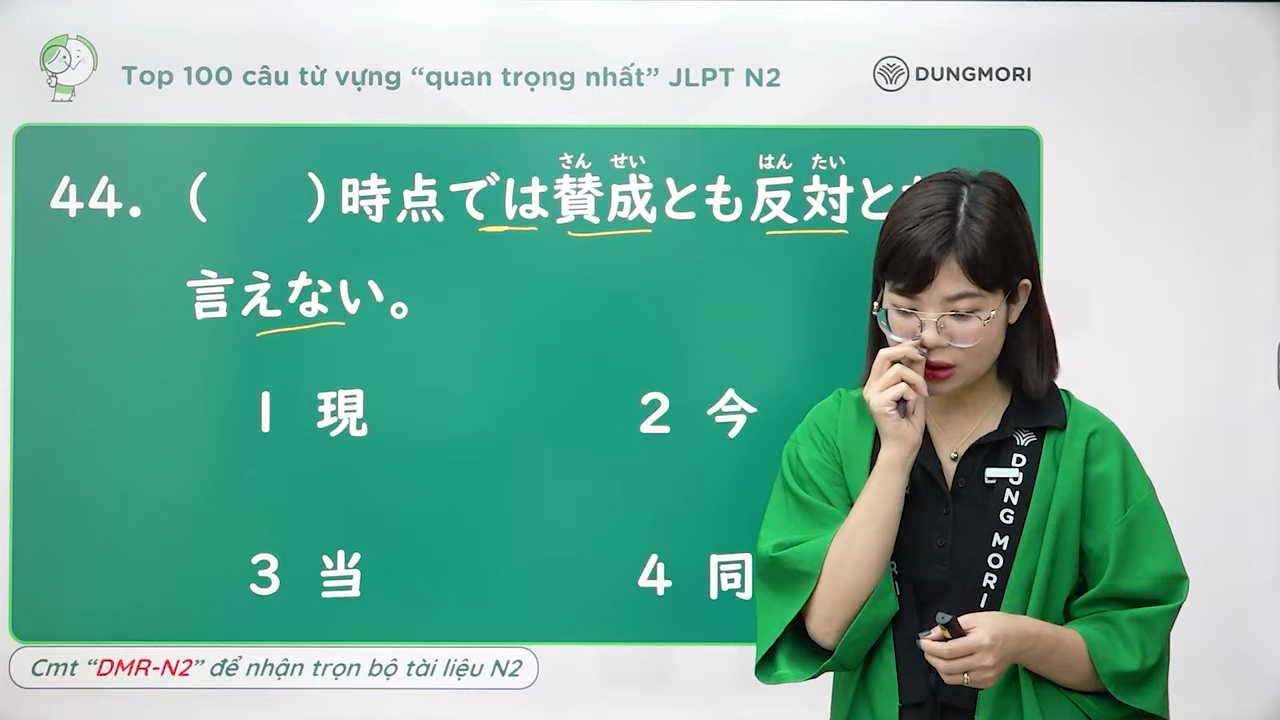 Top 100 câu từ vựng “quan trọng nhất” JLPT N2
DUNGMORI
さん せい はん たい
44. ( ) 時点では賛成とも反対と
言えない。
1 現 2 今
3 当 4 同
DUNG MORI
Cmt “DMR-N2” để nhận trọn bộ tài liệu N2